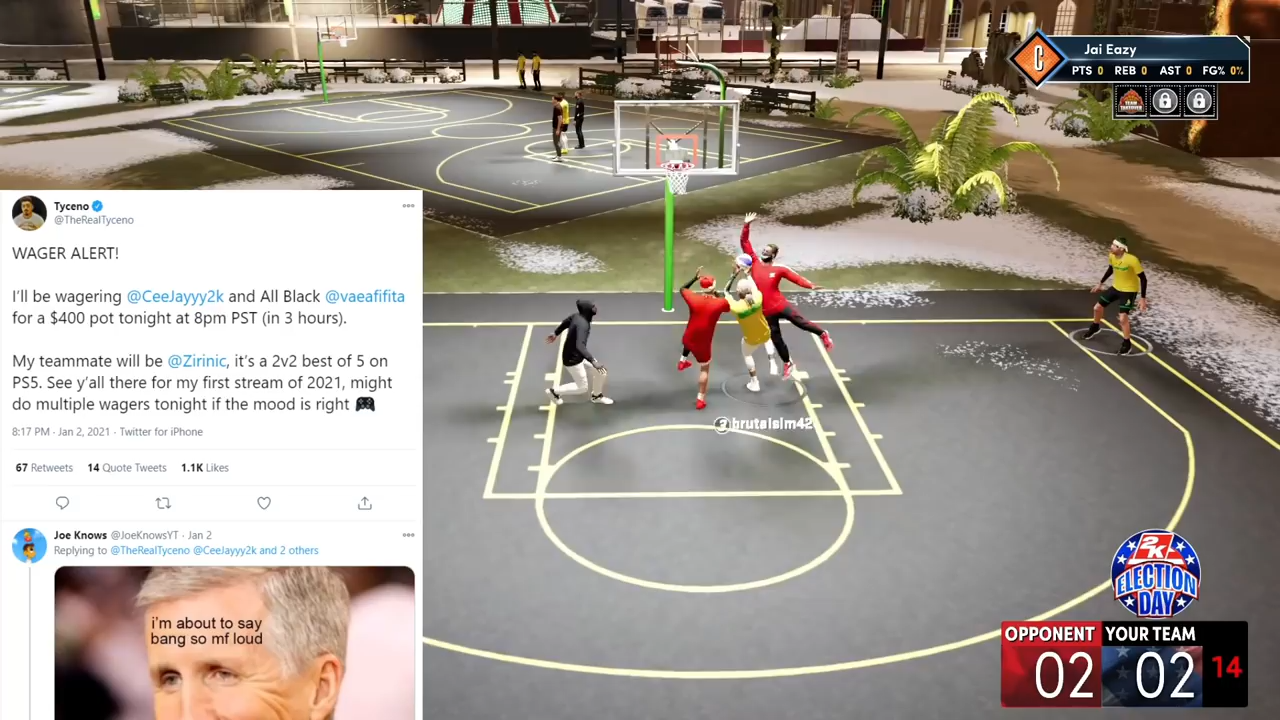 Jai Eazy
C
PTS 0 REB 0 AST 0 FG% 0%
TEAM TAKEOVER
Tyceno
@TheRealTyceno
WAGER ALERT!
I'll be wagering @CeeJayyy2k and All Black @vaeafifita
for a $400 pot tonight at 8pm PST (in 3 hours).
My teammate will be @Zirinic, it's a 2v2 best of 5 on
PS5. See y'all there for my first stream of 2021, might
do multiple wagers tonight if the mood is right 🎮
8:17 PM · Jan 2, 2021 · Twitter for iPhone
67 Retweets 14 Quote Tweets 1.1K Likes
Joe Knows @JoeKnowsYT · Jan 2
Replying to @TheRealTyceno @CeeJayyy2k and 2 others
i'm about to say
bang so mf loud
2 brutalsim42
2K
ELECTION
DAY
OPPONENT YOUR TEAM
02 02 14